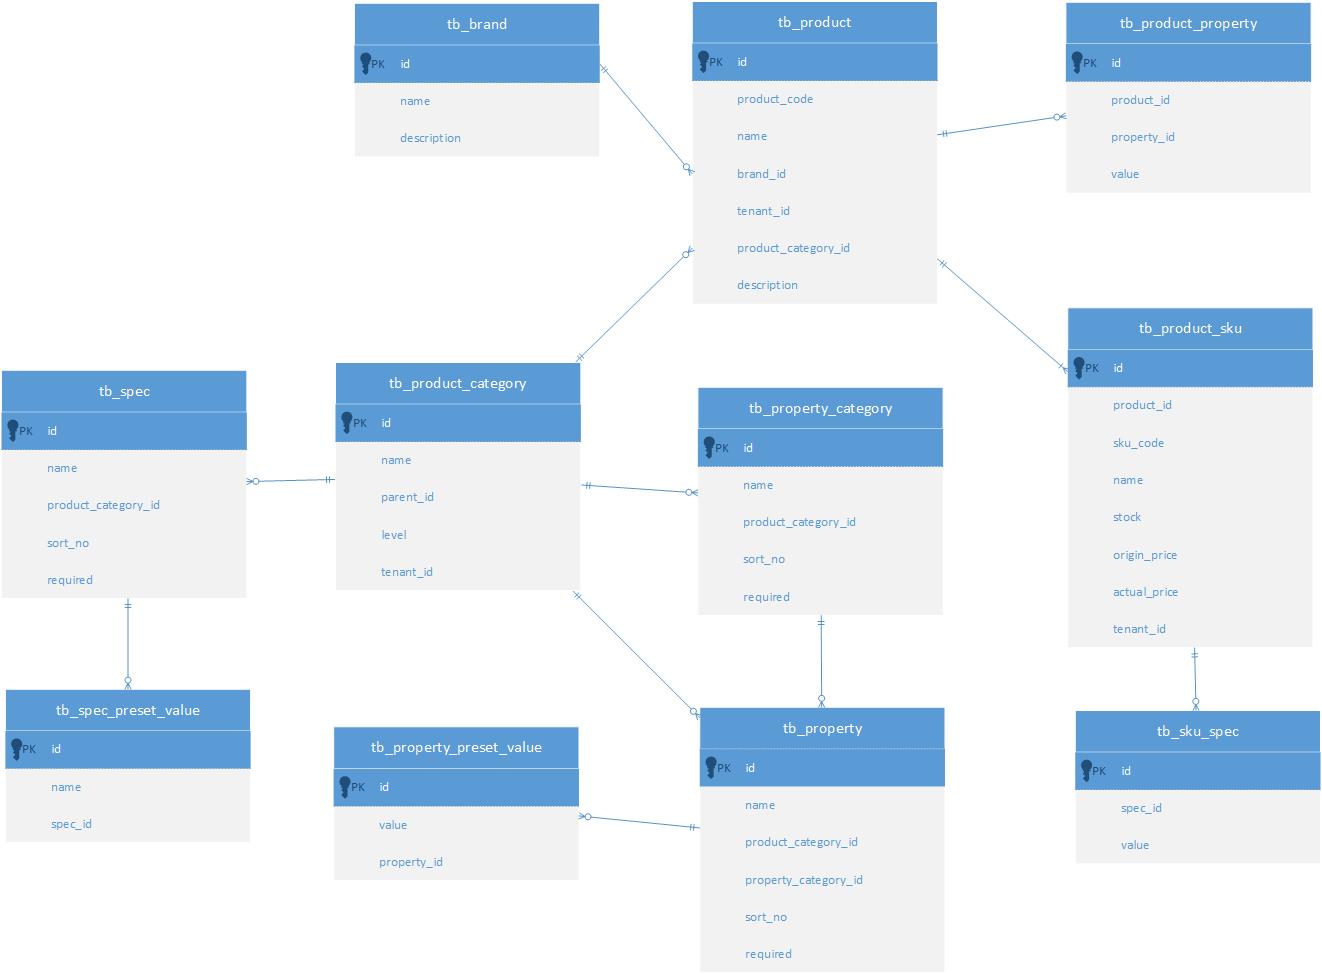 tb_brand
PK id
name
description
tb_product
PK id
product_code
name
brand_id
tenant_id
product_category_id
description
tb_product_property
PK id
product_id
property_id
value
tb_product_sku
PK id
product_id
sku_code
name
stock
origin_price
actual_price
tenant_id
tb_spec
PK id
name
product_category_id
sort_no
required
tb_product_category
PK id
name
parent_id
level
tenant_id
tb_property_category
PK id
name
product_category_id
sort_no
required
tb_spec_preset_value
PK id
name
spec_id
tb_property_preset_value
PK id
value
property_id
tb_property
PK id
name
product_category_id
property_category_id
sort_no
required
tb_sku_spec
PK id
spec_id
value